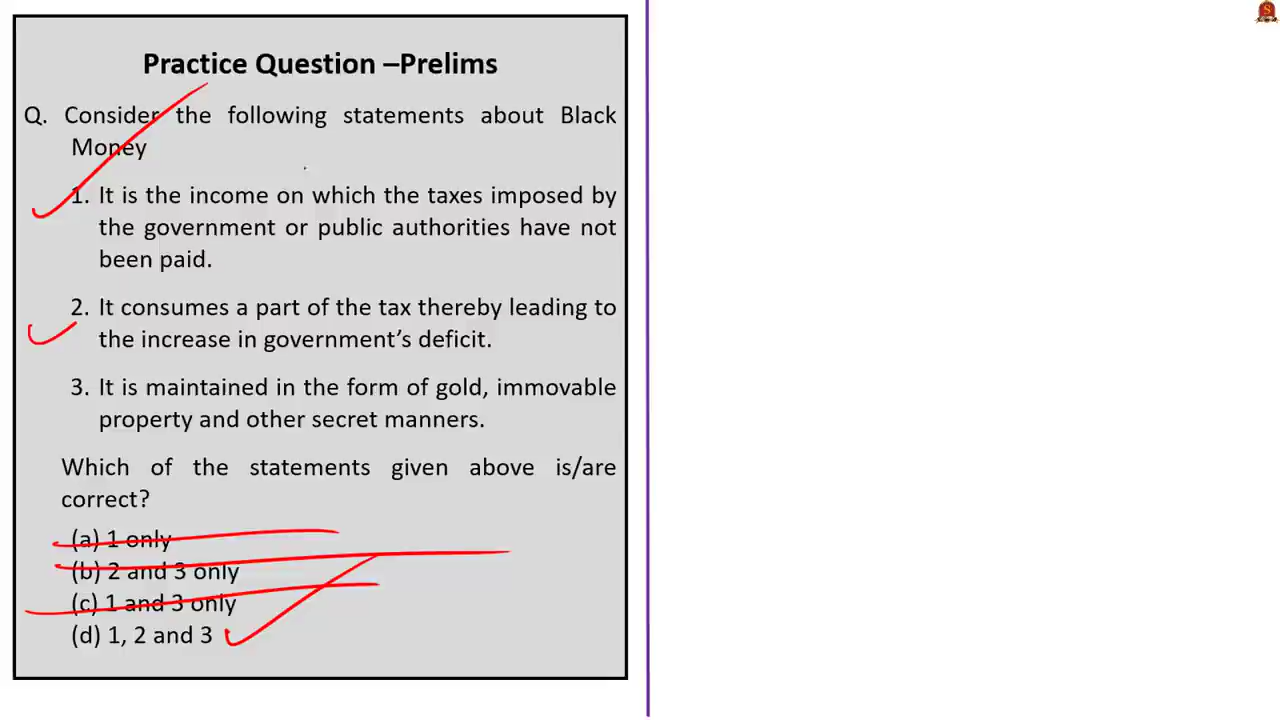 Practice Question –Prelims
Q. Consider the following statements about Black
Money
1. It is the income on which the taxes imposed by
the government or public authorities have not
been paid.
2. It consumes a part of the tax thereby leading to
the increase in government’s deficit.
3. It is maintained in the form of gold, immovable
property and other secret manners.
Which of the statements given above is/are
correct?
(a) 1 only
(b) 2 and 3 only
(c) 1 and 3 only
(d) 1, 2 and 3